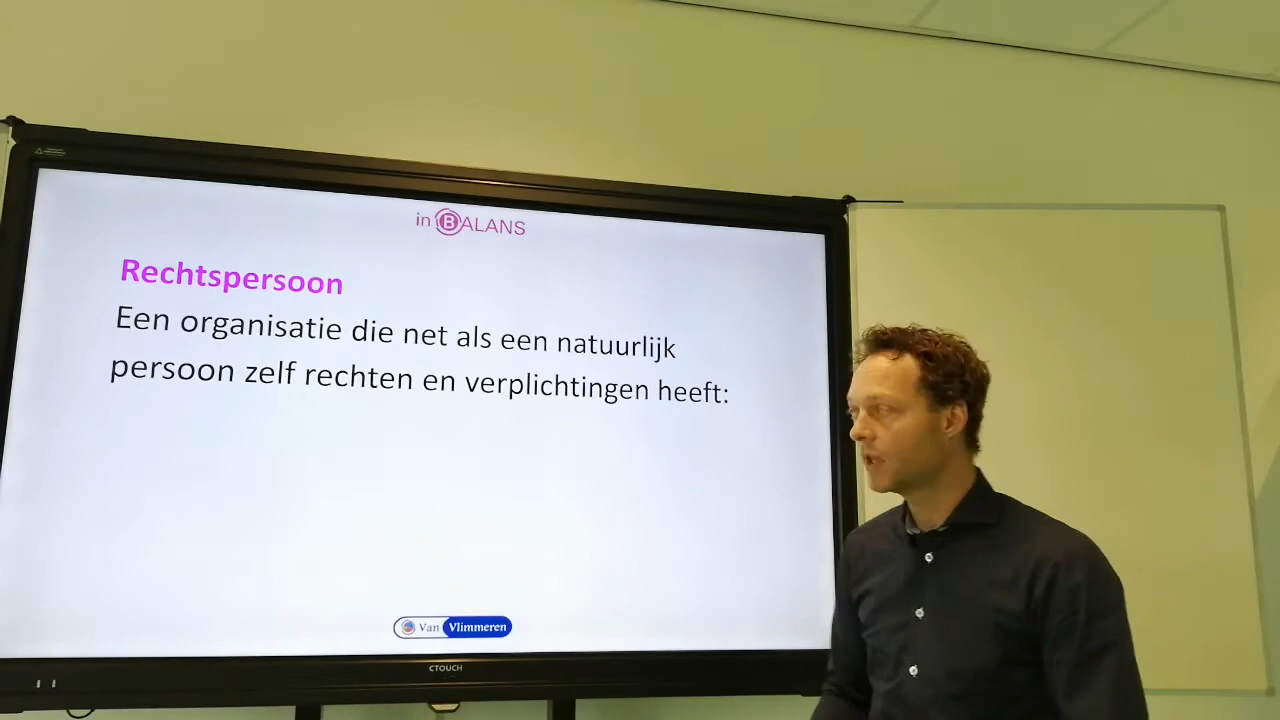 in BALANS
Rechtspersoon
Een organisatie die net als een natuurlijk
persoon zelf rechten en verplichtingen heeft:
Van Vlimmeren
CTOUCH